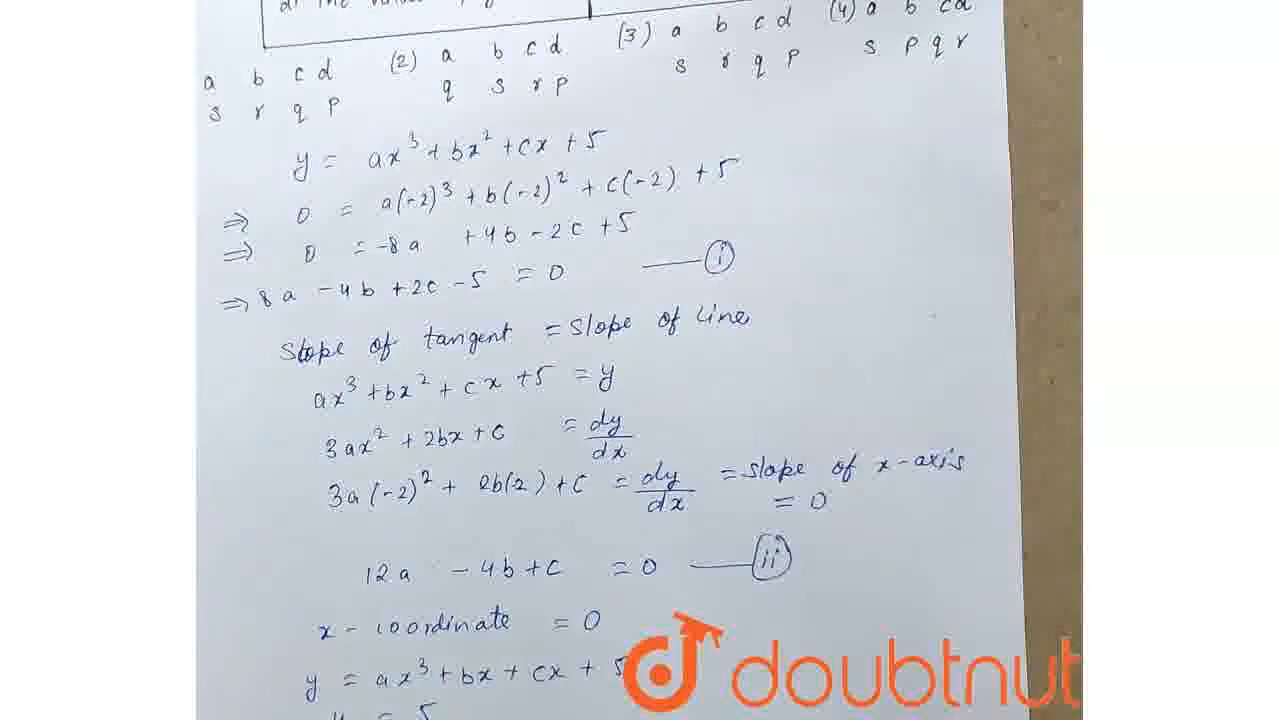 d. The value
a b c d (2) a b c d (3) a b c d (4) a b c d
s r q p q s r p s r q p s p q r
y = ax³ + bx² + cx + 5
⇒ 0 = a(-2)³ + b(-2)² + c(-2) + 5
⇒ 0 = -8a + 4b - 2c + 5
⇒ 8a - 4b + 2c - 5 = 0 —— (i)
Slope of tangent = slope of line
ax³ + bx² + cx + 5 = y
3ax² + 2bx + c = dy/dx
3a(-2)² + 2b(2) + c = dy/dx = slope of x-axis
= 0
12a - 4b + c = 0 —— (ii)
x - coordinate = 0
y = ax³ + bx + cx + 5
y = 5
doubtnut